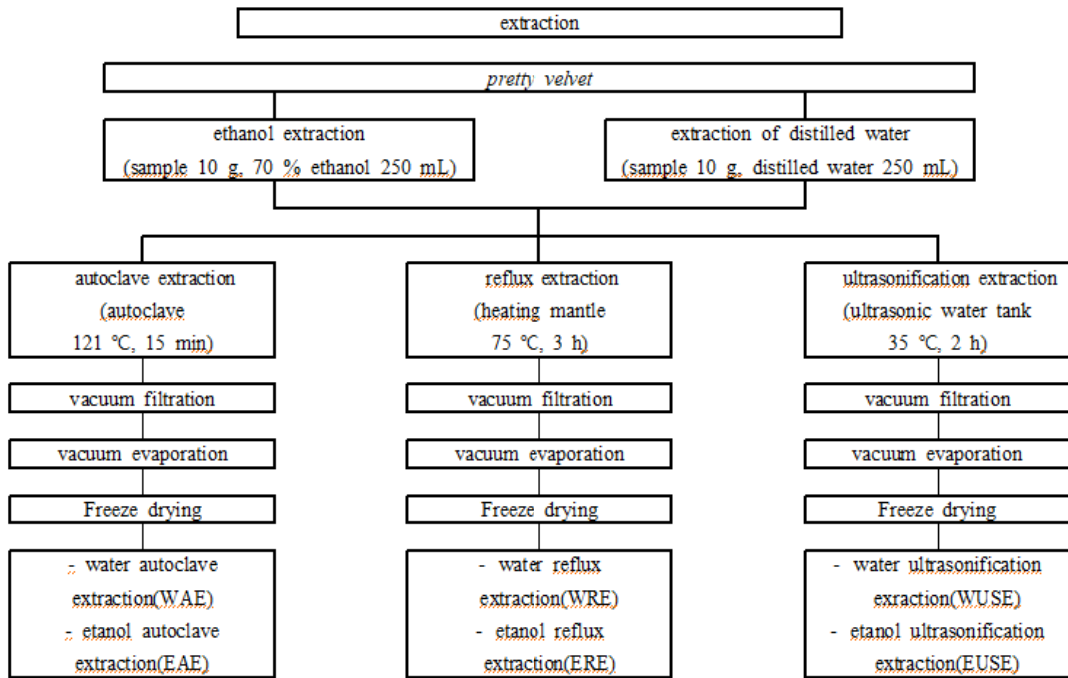 extraction
pretty velvet
ethanol extraction
(sample 10 g, 70 % ethanol 250 mL)
extraction of distilled water
(sample 10 g, distilled water 250 mL)
autoclave extraction
(autoclave
121 ℃, 15 min)
reflux extraction
(heating mantle
75 ℃, 3 h)
ultrasonification extraction
(ultrasonic water tank
35 ℃, 2 h)
vacuum filtration
vacuum filtration
vacuum filtration
vacuum evaporation
vacuum evaporation
vacuum evaporation
Freeze drying
Freeze drying
Freeze drying
- water autoclave
extraction(WAE)
- etanol autoclave
extraction(EAE)
- water reflux
extraction(WRE)
- etanol reflux
extraction(ERE)
- water ultrasonification
exraction(WUSE)
- etanol ultrasonification
extraction(EUSE)